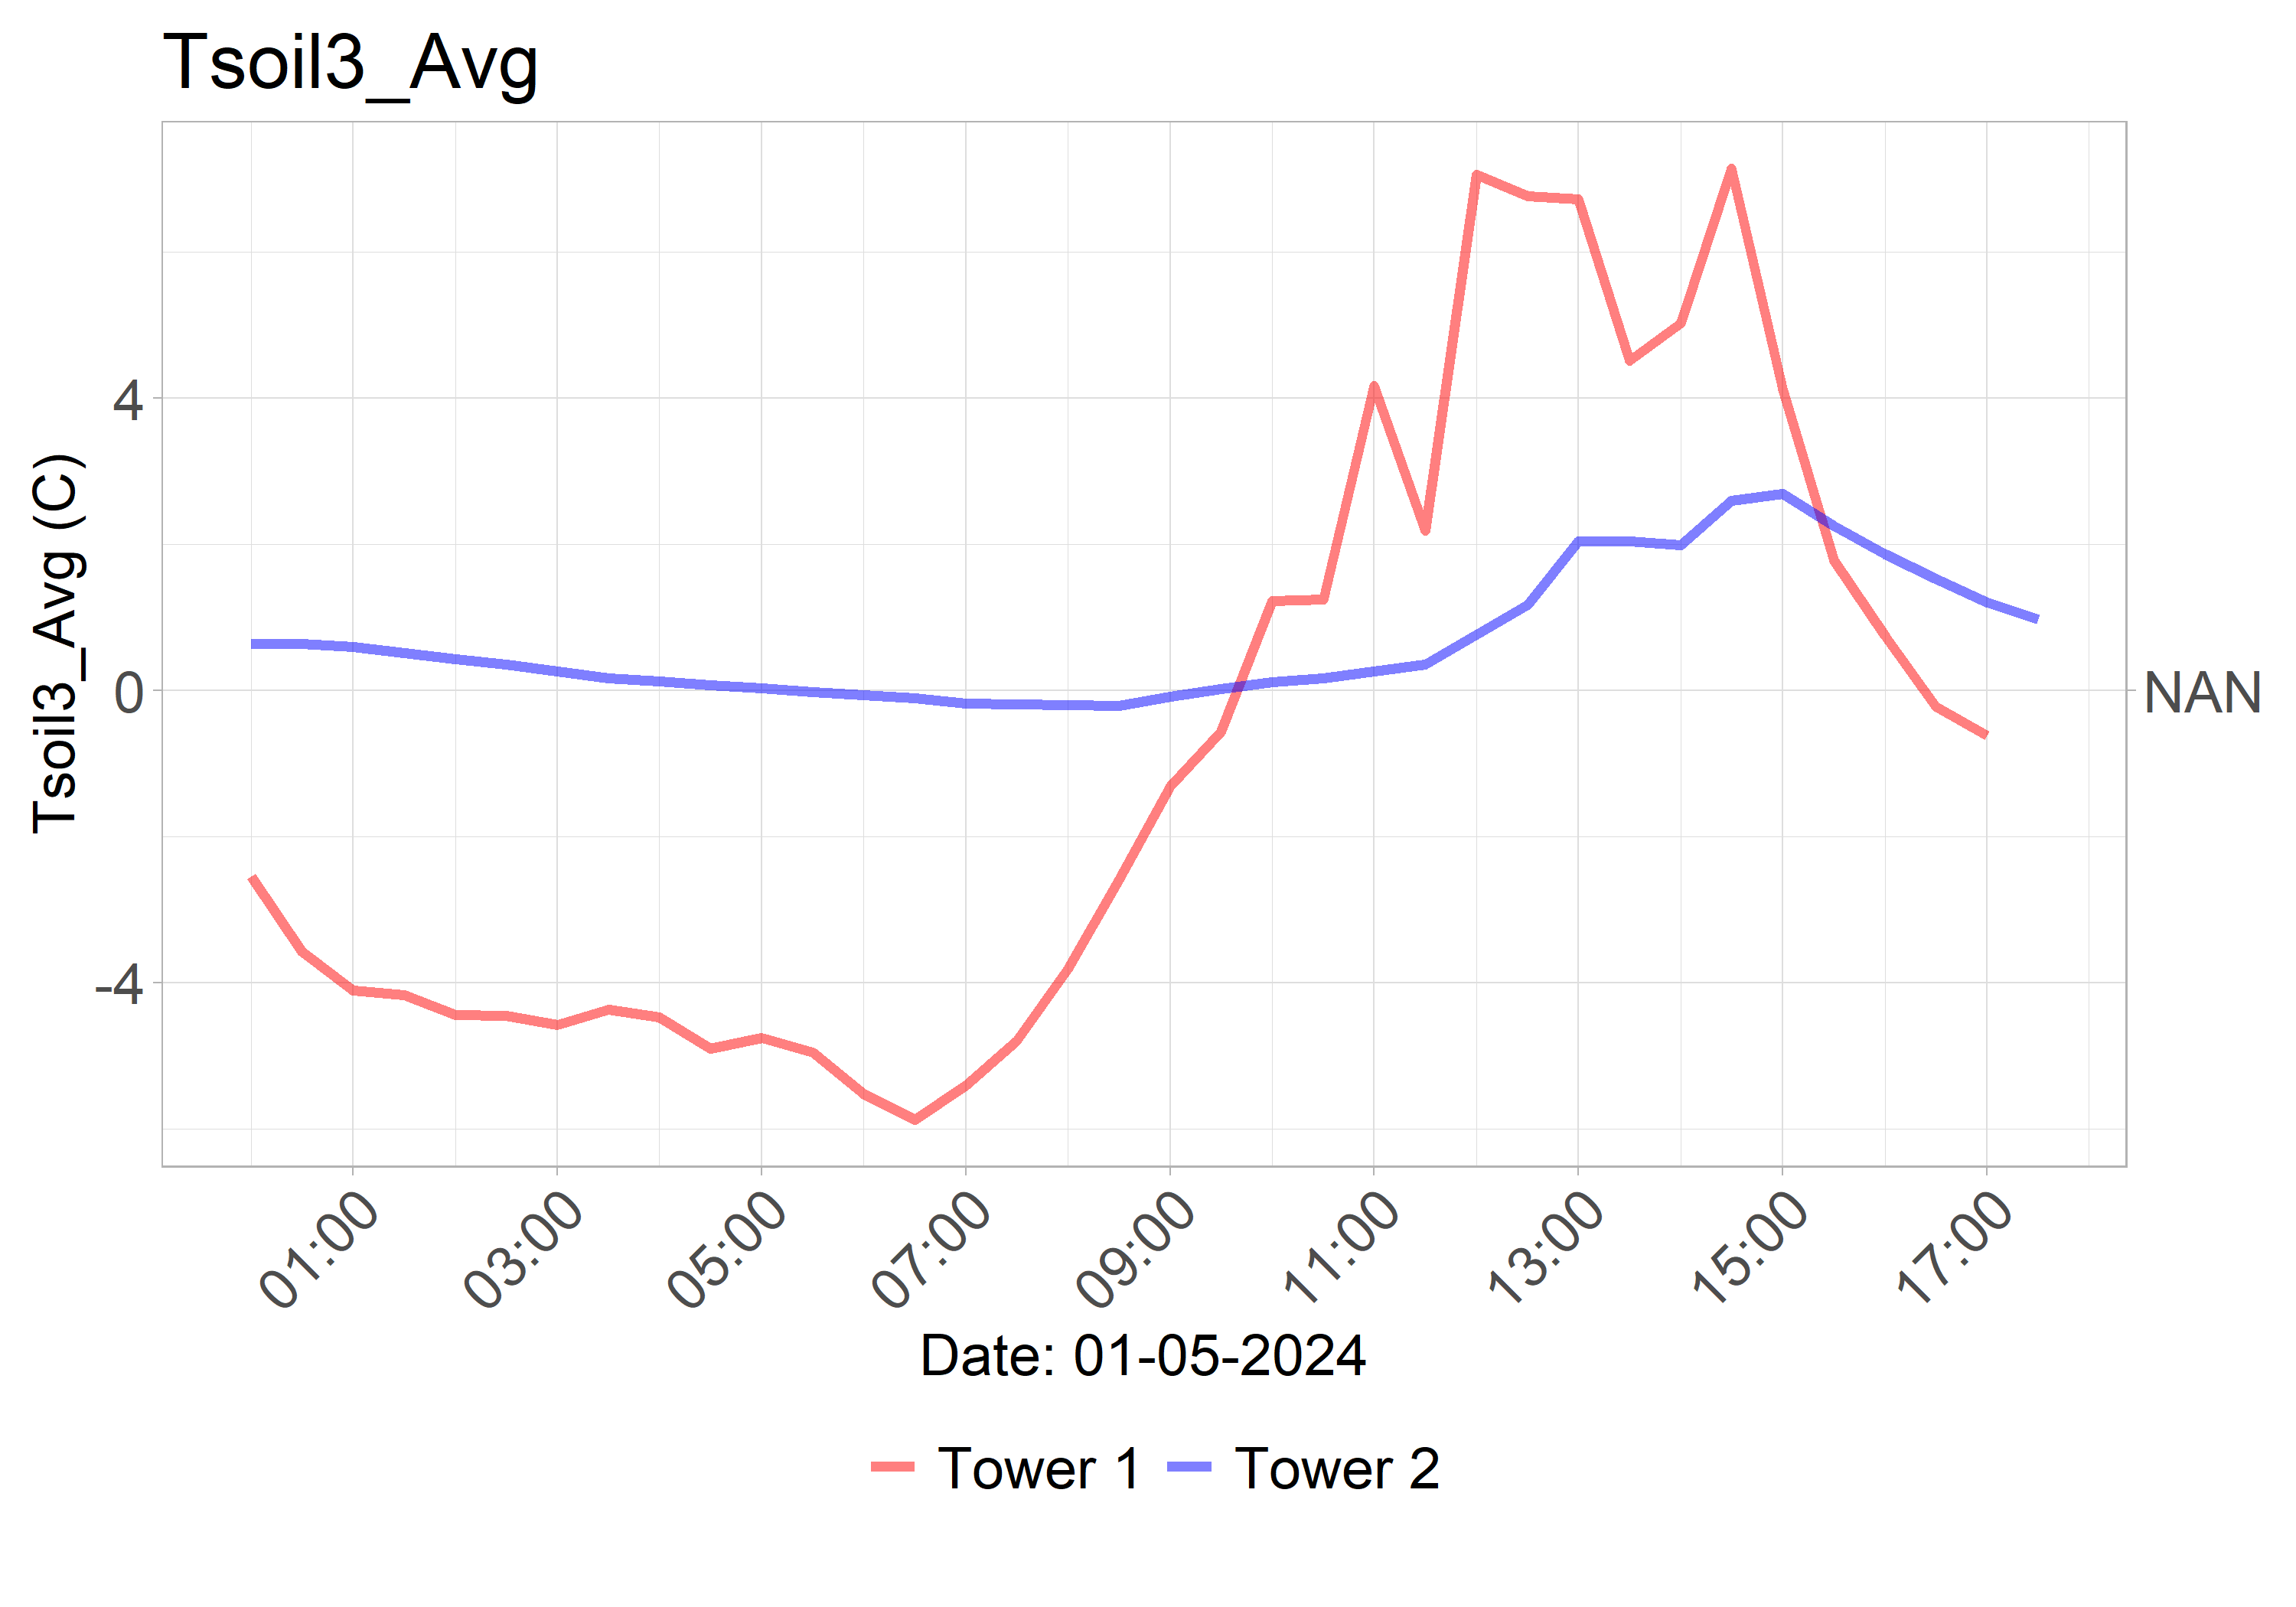 Tsoil3_Avg
Tsoil3_Avg (C)
4
0
-4
NAN
01:00 03:00 05:00 07:00 09:00 11:00 13:00 15:00 17:00
Date: 01-05-2024
Tower 1 Tower 2